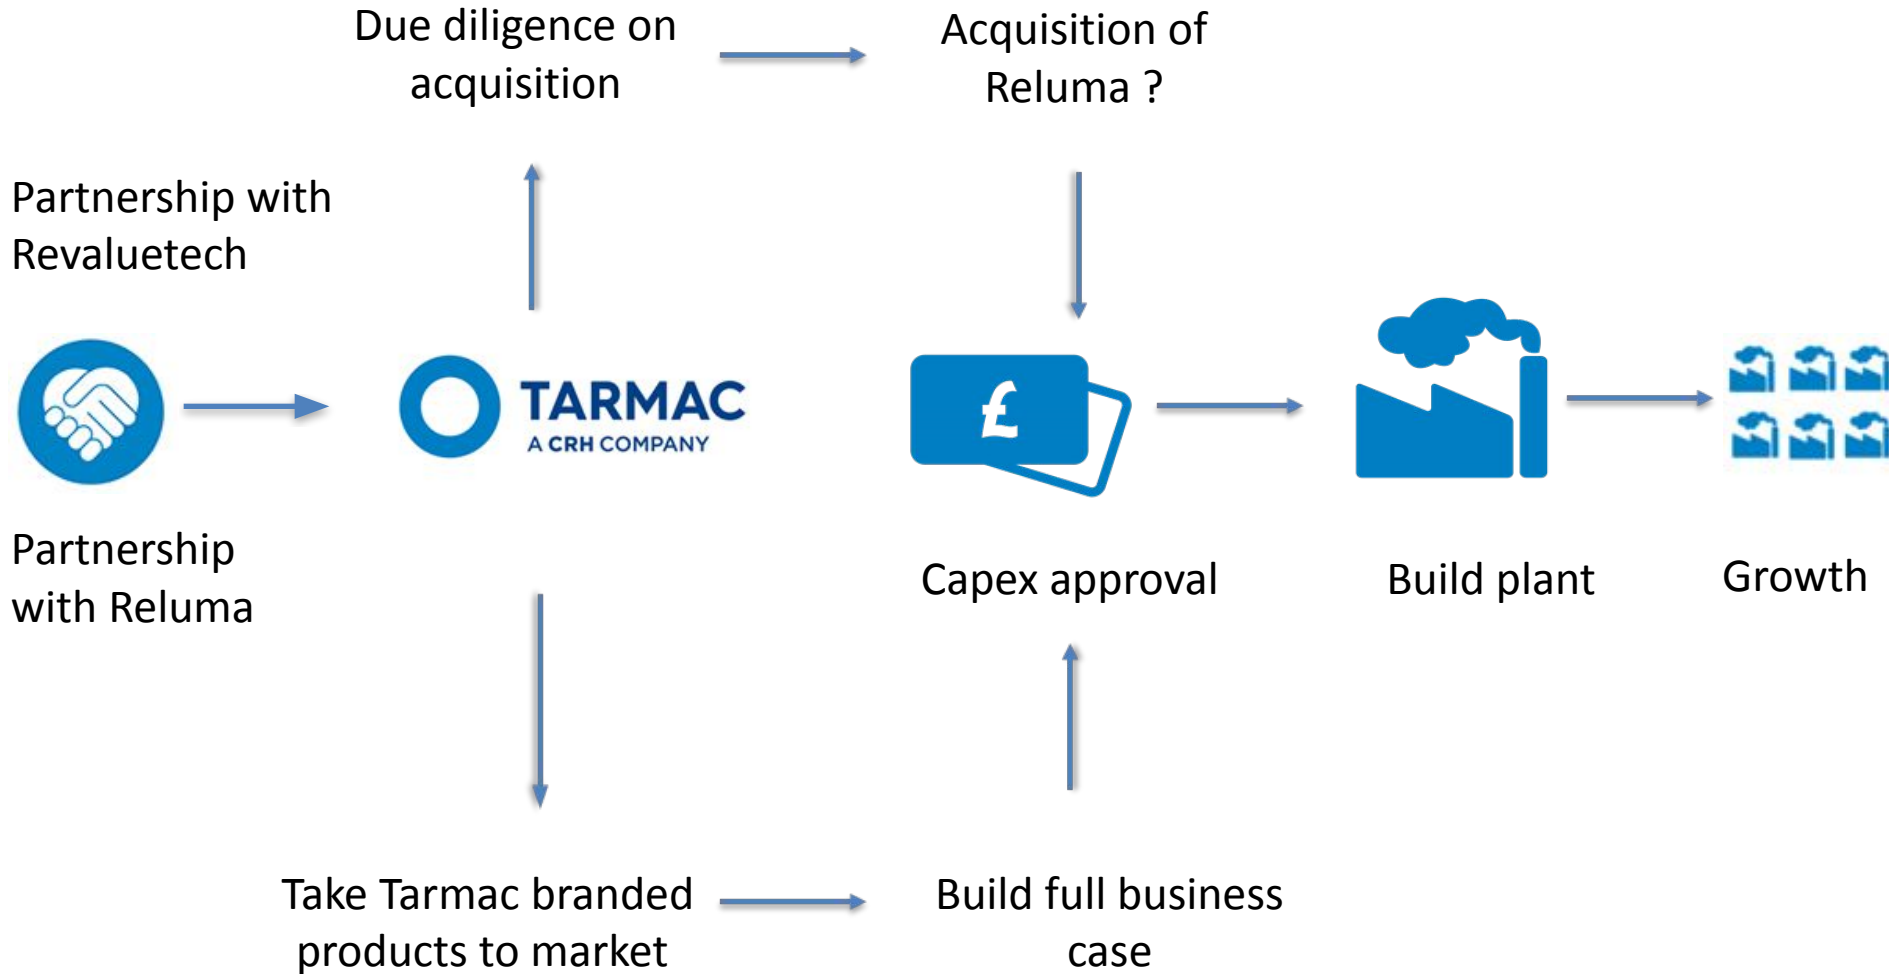 Due diligence on
acquisition
Acquisition of
Reluma ?
Partnership with
Revaluetech
TARMAC
A CRH COMPANY
£
Partnership
with Reluma
Capex approval
Build plant
Growth
Take Tarmac branded
products to market
Build full business
case